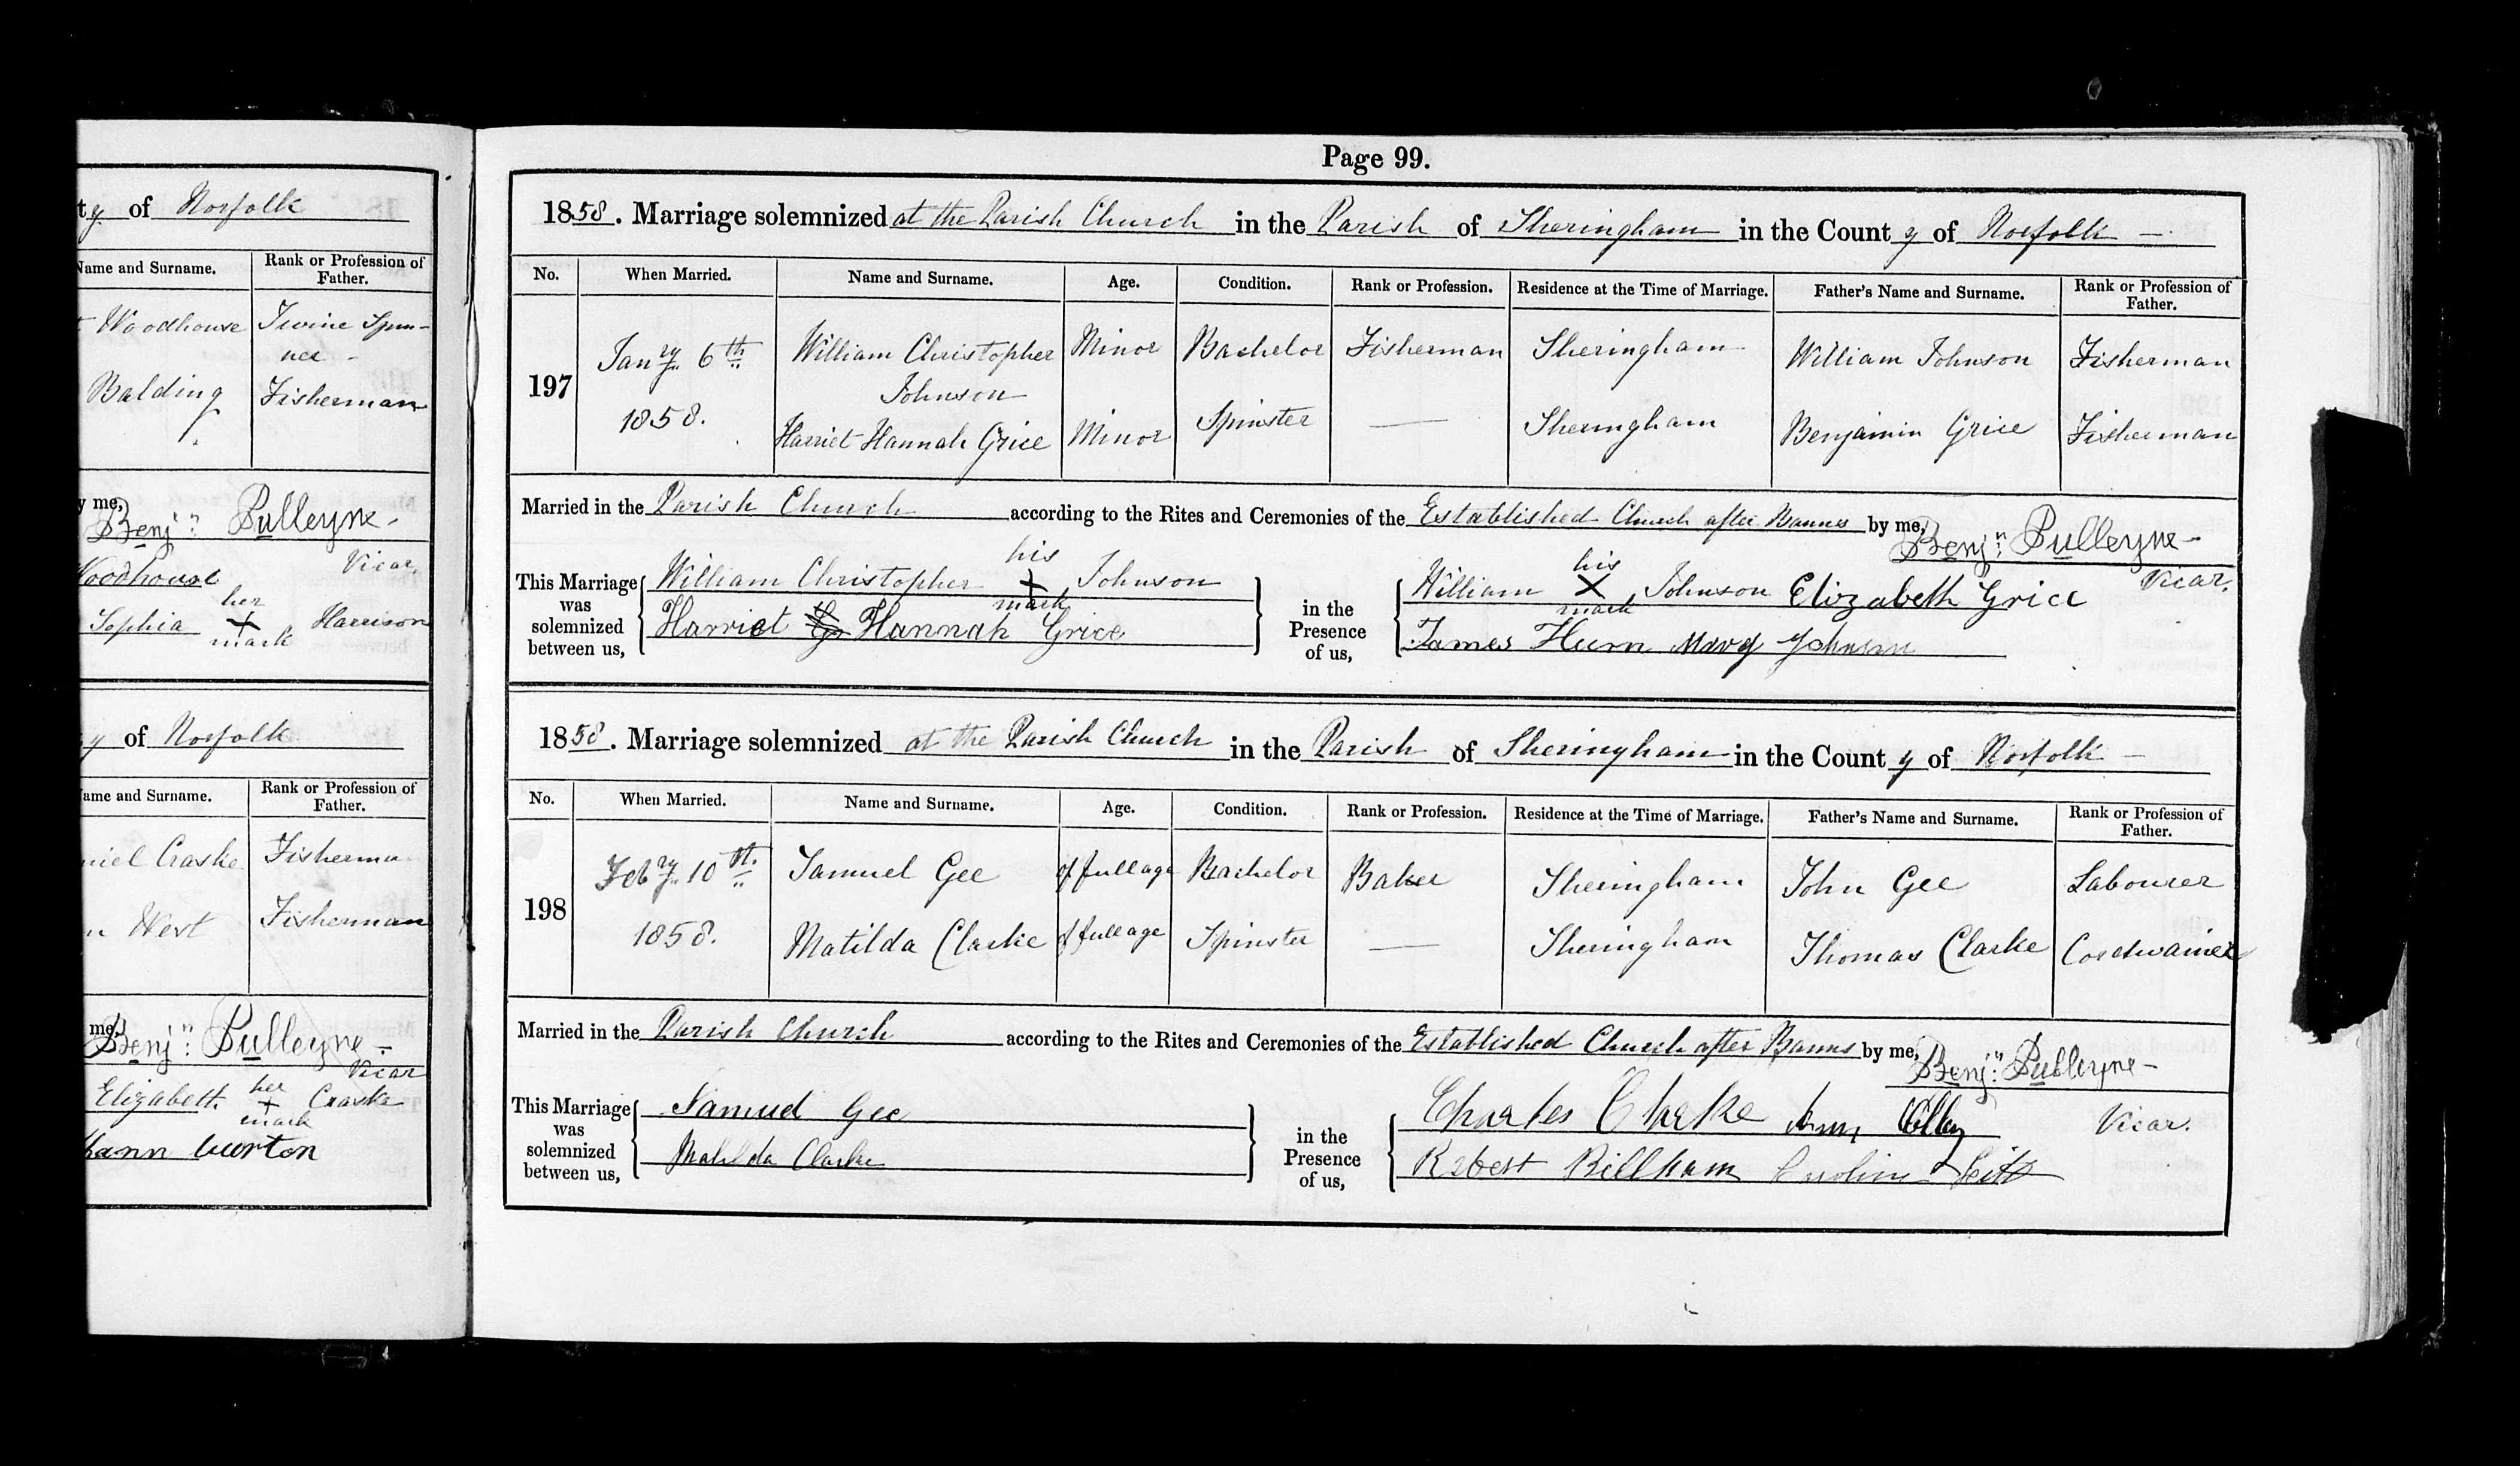 ty of Norfolk
Name and Surname. Rank or Profession of Father.
Woodhouse Twine Spin-
ner -
Balding Fisherman
y me, Benjn: Pulleyne - Vicar.
Woodhouse
Sophia her + mark Harrison
y of Norfolk
ame and Surname. Rank or Profession of Father.
niel Craske Fisherman
n West Fisherman
me, Benjn: Pulleyne - Vicar
Elizabeth her + mark Craske
Page 99.
1858. Marriage solemnized at the Parish Church in the Parish of Sheringham in the County of Norfolk -
No. When Married. Name and Surname. Age. Condition. Rank or Profession. Residence at the Time of Marriage. Father's Name and Surname. Rank or Profession of Father.
197 Jany. 6th 1858. William Christopher Johnson Minor Bachelor Fisherman Sheringham William Johnson Fisherman
Harriet Hannah Grice Minor Spinster — Sheringham Benjamin Grice Fisherman
Married in the Parish Church according to the Rites and Ceremonies of the Established Church after Banns by me, Benjn: Pulleyne - Vicar.
This Marriage was solemnized between us, William Christopher his + mark Johnson
Harriet Hannah Grice
in the Presence of us, William his X mark Johnson Elizabeth Grice
James Hum Mary Johnson
1858. Marriage solemnized at the Parish Church in the Parish of Sheringham in the County of Norfolk -
No. When Married. Name and Surname. Age. Condition. Rank or Profession. Residence at the Time of Marriage. Father's Name and Surname. Rank or Profession of Father.
198 Feby. 10th. 1858. Samuel Gee of full age Bachelor Baker Sheringham John Gee Labourer
Matilda Clarke of full age Spinster — Sheringham Thomas Clarke Cordwainer
Married in the Parish Church according to the Rites and Ceremonies of the Established Church after Banns by me, Benjn: Pulleyne - Vicar.
This Marriage was solemnized between us, Samuel Gee
Matilda Clarke
in the Presence of us, Charles Clarke
Robert Billham Caroline